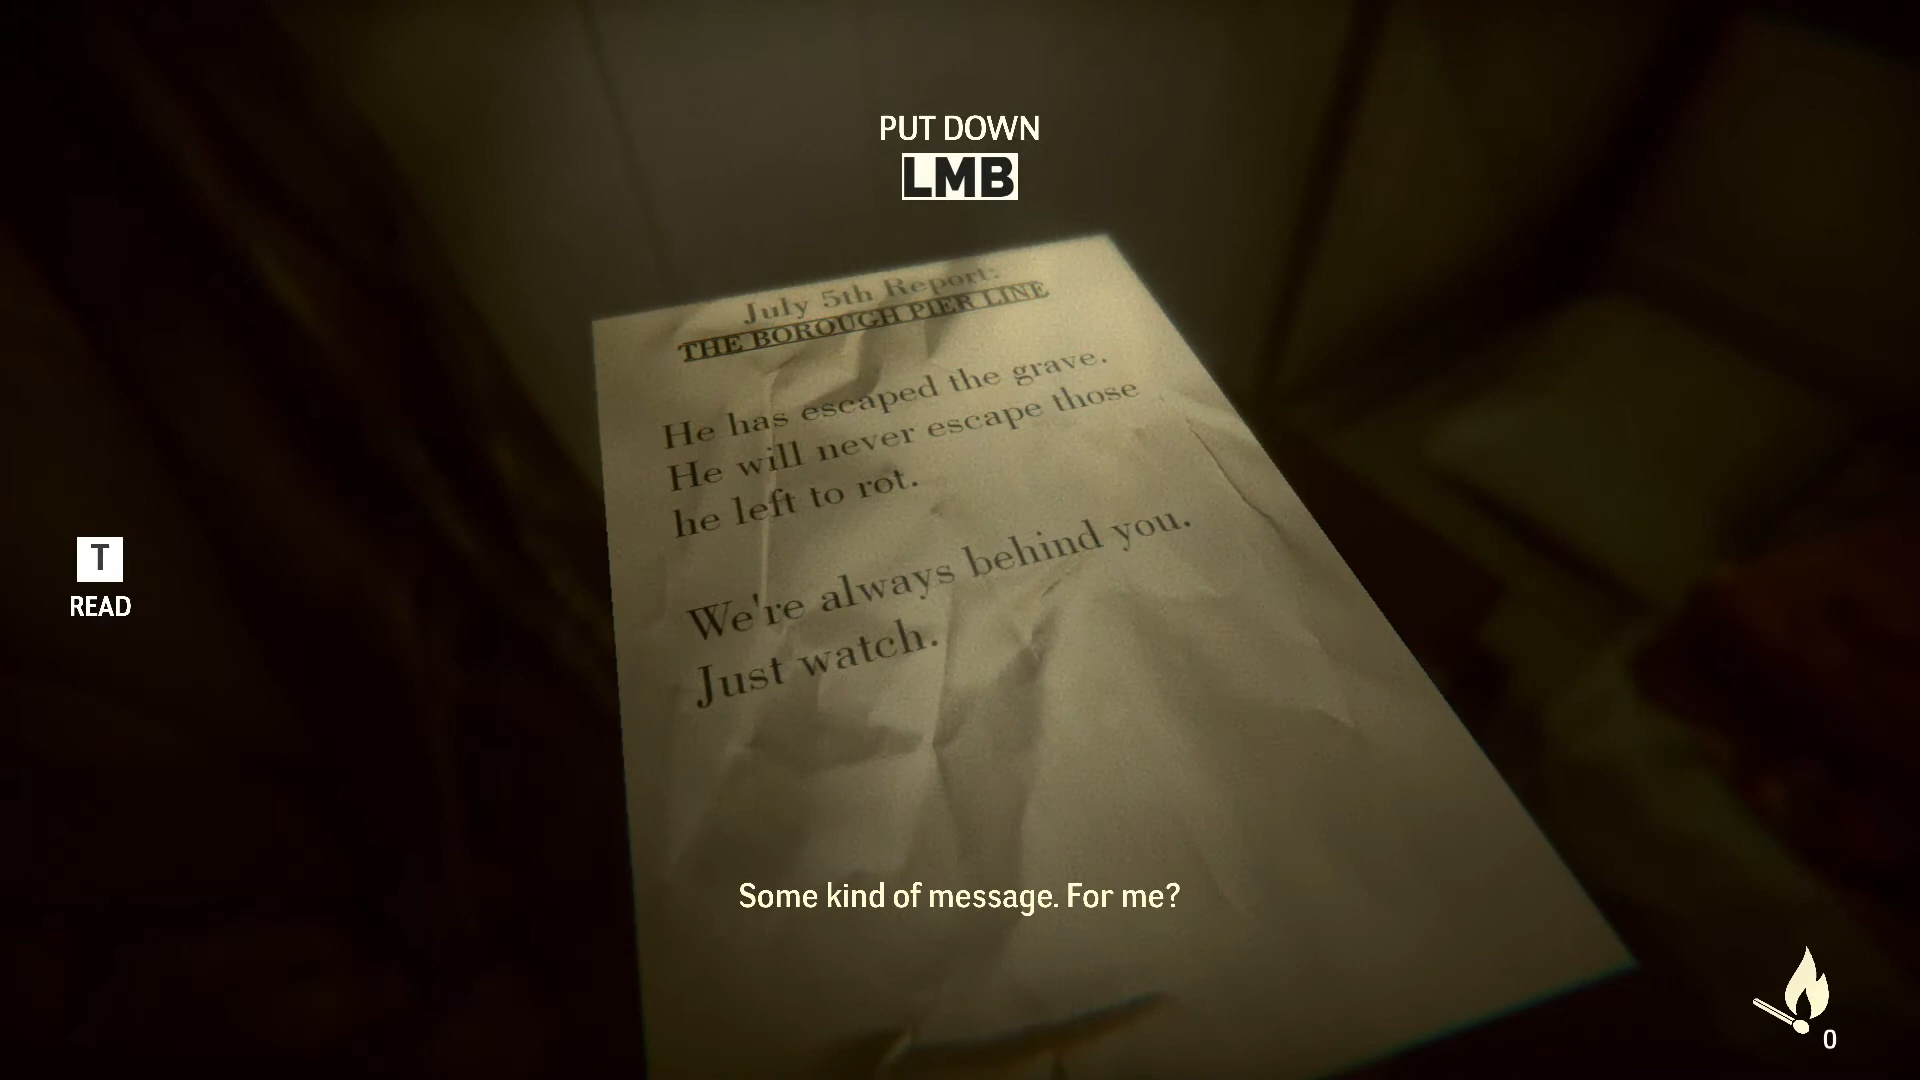 PUT DOWN
LMB
July 5th Report:
THE BOROUGH PIER LINE
He has escaped the grave.
He will never escape those
he left to rot.
We're always behind you.
Just watch.
T
READ
Some kind of message. For me?
0